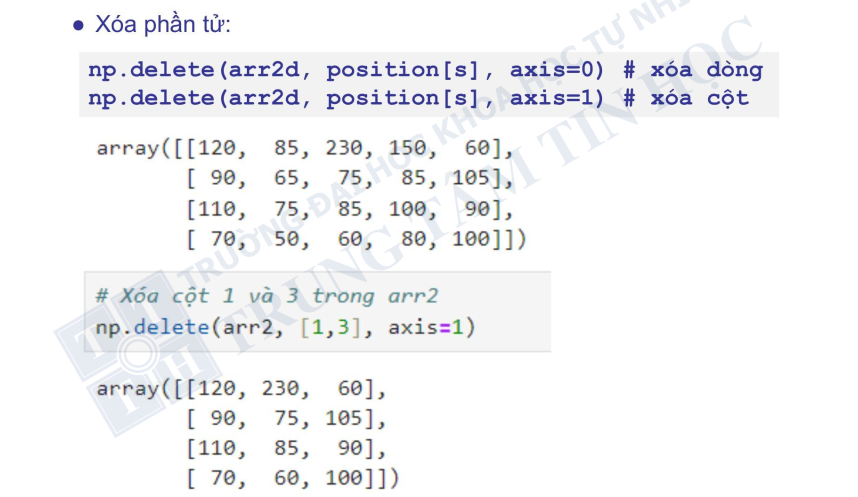 ● Xóa phần tử:
np.delete(arr2d, position[s], axis=0) # xóa dòng
np.delete(arr2d, position[s], axis=1) # xóa cột
array([[120,  85, 230, 150,  60],
       [ 90,  65,  75,  85, 105],
       [110,  75,  85, 100,  90],
       [ 70,  50,  60,  80, 100]])
# Xóa cột 1 và 3 trong arr2
np.delete(arr2, [1,3], axis=1)
array([[120, 230,  60],
       [ 90,  75, 105],
       [110,  85,  90],
       [ 70,  60, 100]])
TRƯỜNG ĐẠI HỌC KHOA HỌC TỰ NHI
TRUNG TÂM TIN HỌC